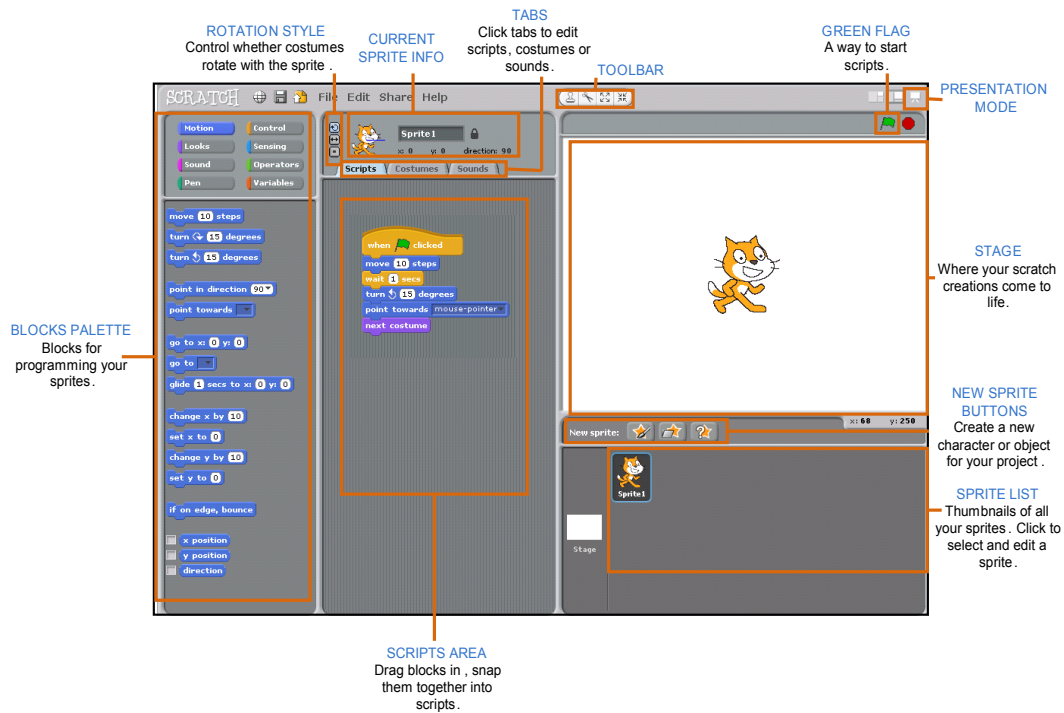 ROTATION STYLE
Control whether costumes
rotate with the sprite .
CURRENT
SPRITE INFO
TABS
Click tabs to edit
scripts, costumes or
sounds.
TOOLBAR
GREEN FLAG
A way to start
scripts.
PRESENTATION
MODE
SCRATCH File Edit Share Help
Motion Control
Looks Sensing
Sound Operators
Pen Variables
Sprite1
x: 0 y: 0 direction: 90
Scripts Costumes Sounds
move 10 steps
turn 15 degrees
turn 15 degrees
point in direction 90
point towards
go to x: 0 y: 0
go to
glide 1 secs to x: 0 y: 0
change x by 10
set x to 0
change y by 10
set y to 0
if on edge, bounce
x position
y position
direction
when clicked
move 10 steps
wait 1 secs
turn 15 degrees
point towards mouse-pointer
next costume
x: 68 y: 250
New sprite:
Sprite1
Stage
BLOCKS PALETTE
Blocks for
programming your
sprites.
STAGE
Where your scratch
creations come to
life.
NEW SPRITE
BUTTONS
Create a new
character or object
for your project .
SPRITE LIST
Thumbnails of all
your sprites. Click to
select and edit a
sprite.
SCRIPTS AREA
Drag blocks in , snap
them together into
scripts.